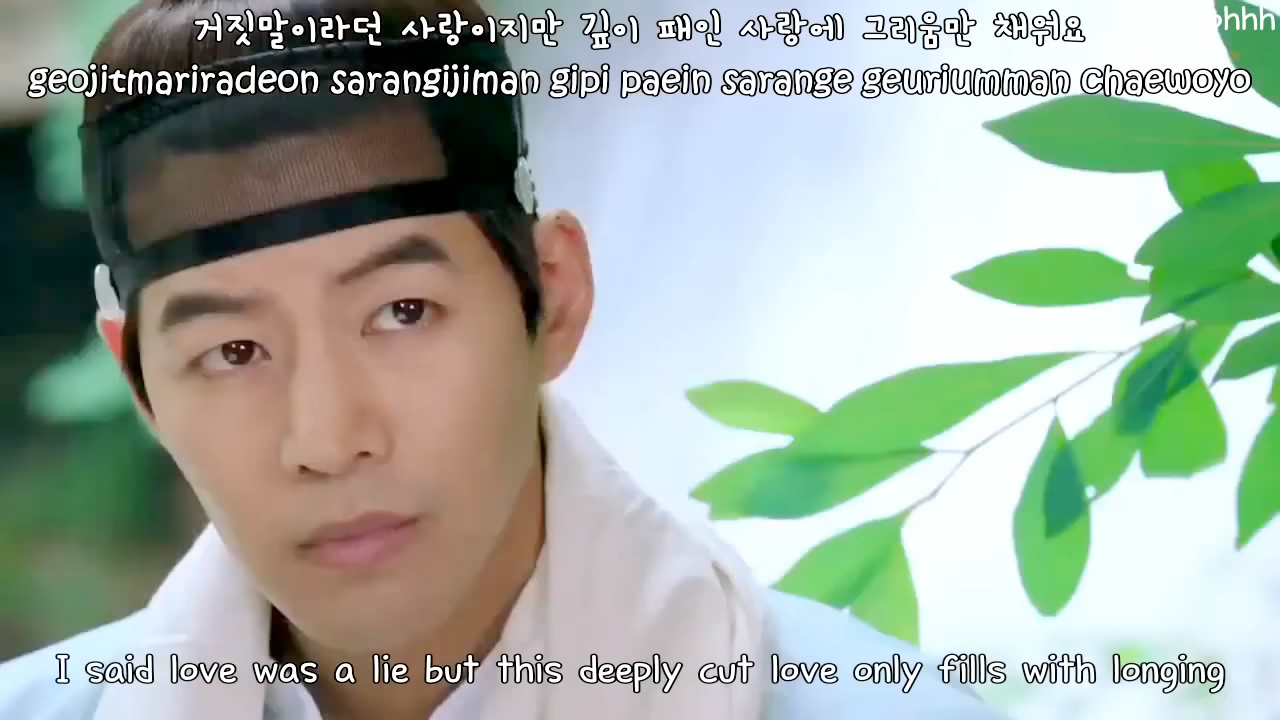 거짓말이라던 사랑이지만 깊이 패인 사랑에 그리움만 채워요
geojitmariradeon sarangijiman gipi paein sarange geuriumman chaewoyo
I said love was a lie but this deeply cut love only fills with longing